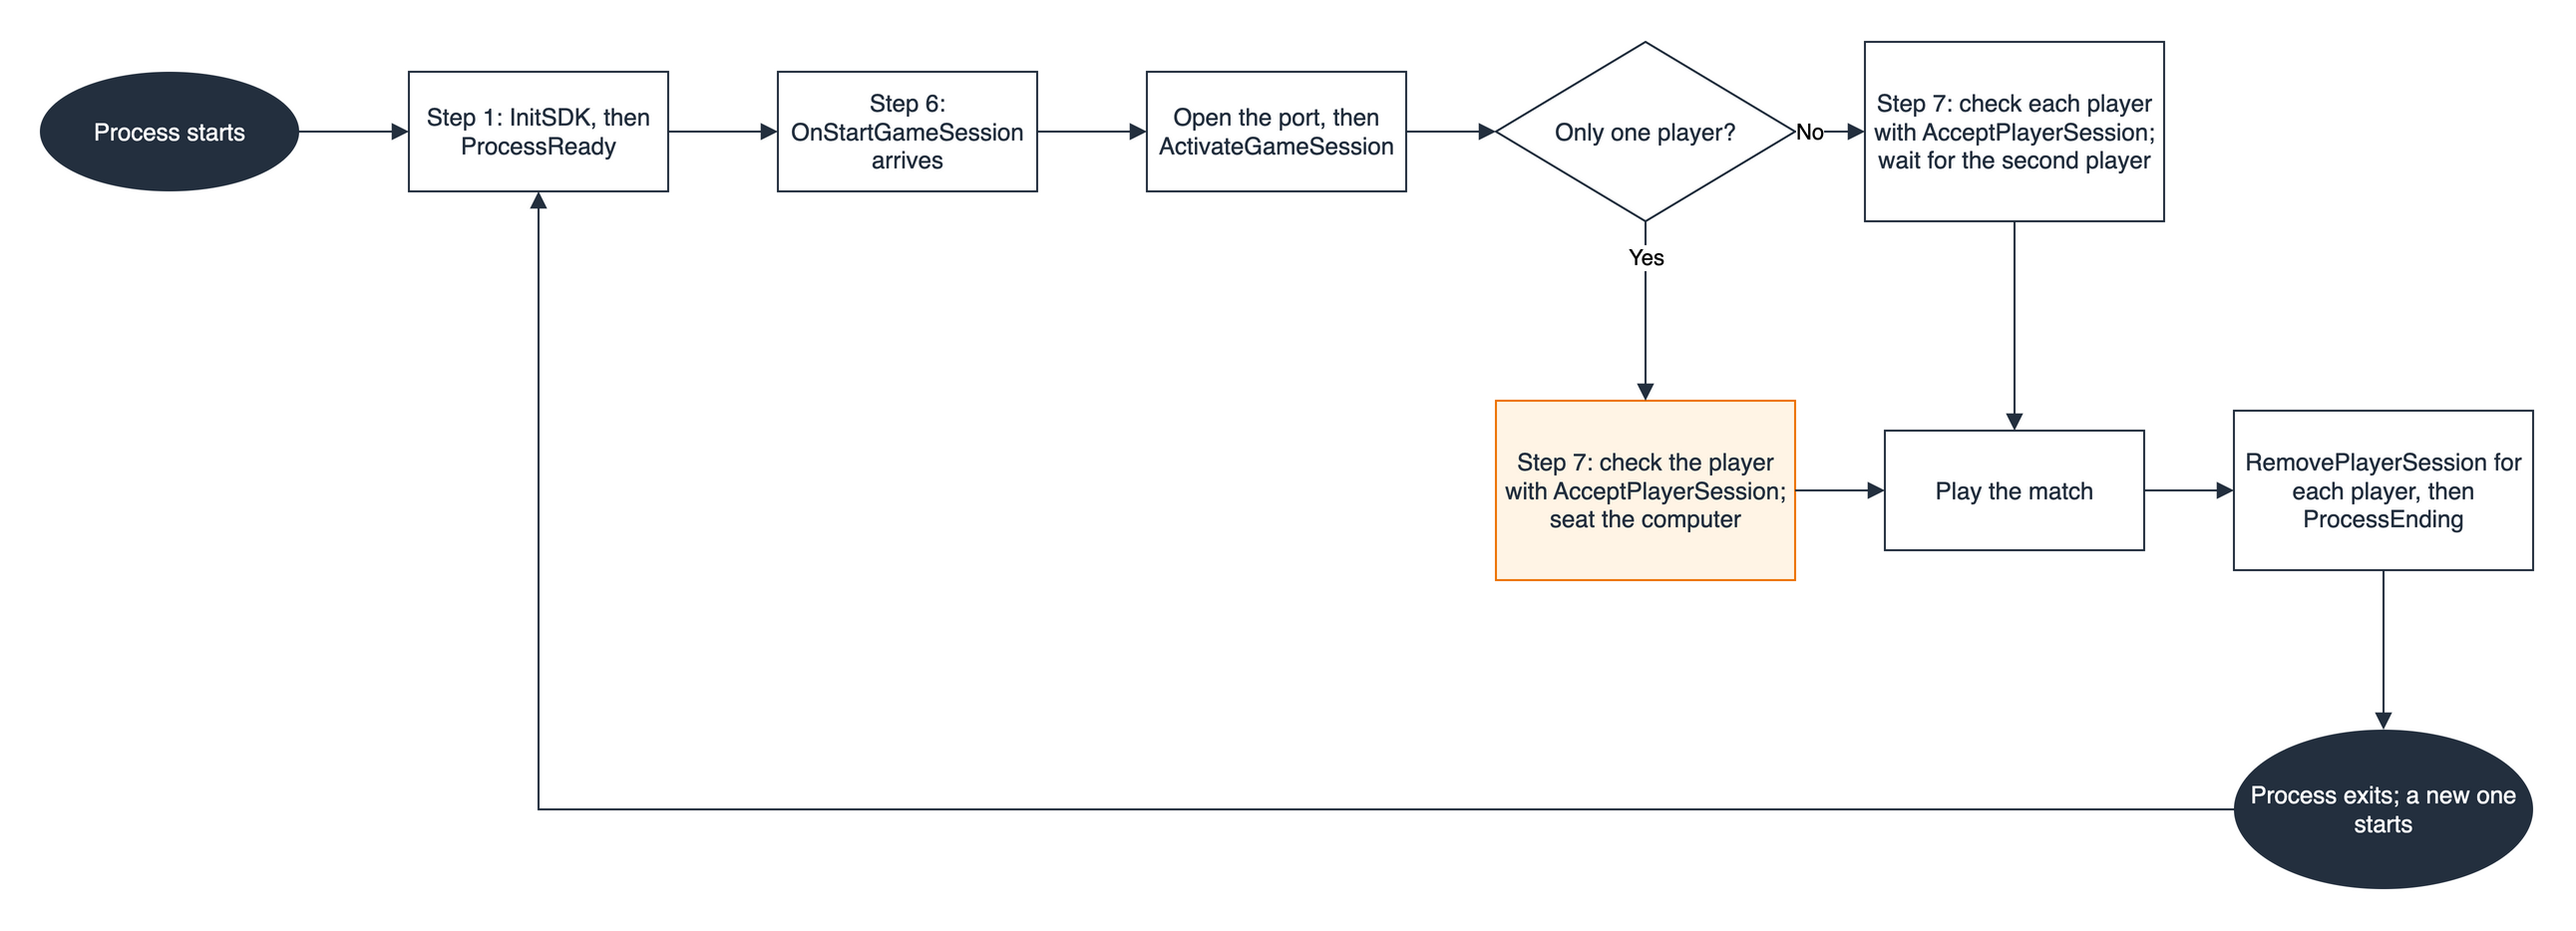 Process starts
Step 1: InitSDK, then
ProcessReady
Step 6:
OnStartGameSession
arrives
Open the port, then
ActivateGameSession
Only one player?
No
Step 7: check each player
with AcceptPlayerSession;
wait for the second player
Yes
Step 7: check the player
with AcceptPlayerSession;
seat the computer
Play the match
RemovePlayerSession for
each player, then
ProcessEnding
Process exits; a new one
starts